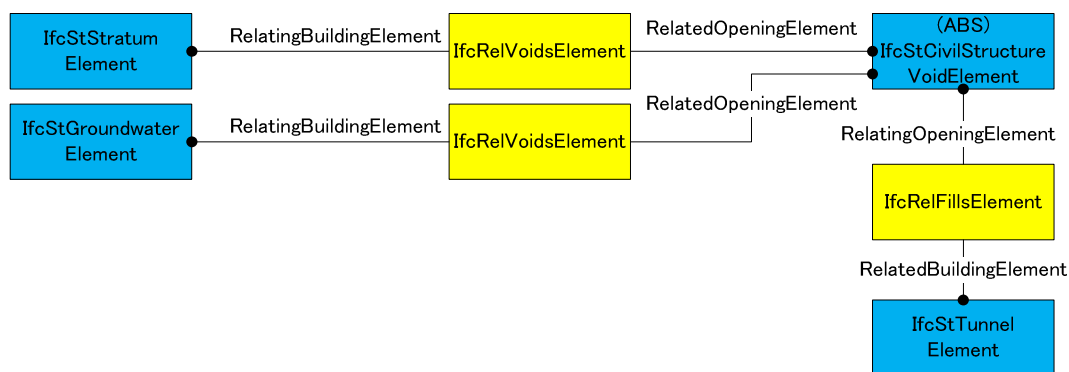 IfcStStratum
Element
RelatingBuildingElement
IfcRelVoidsElement
RelatedOpeningElement
(ABS)
IfcStCivilStructure
VoidElement
IfcStGroundwater
Element
RelatingBuildingElement
IfcRelVoidsElement
RelatedOpeningElement
RelatingOpeningElement
IfcRelFillsElement
RelatedBuildingElement
IfcStTunnel
Element